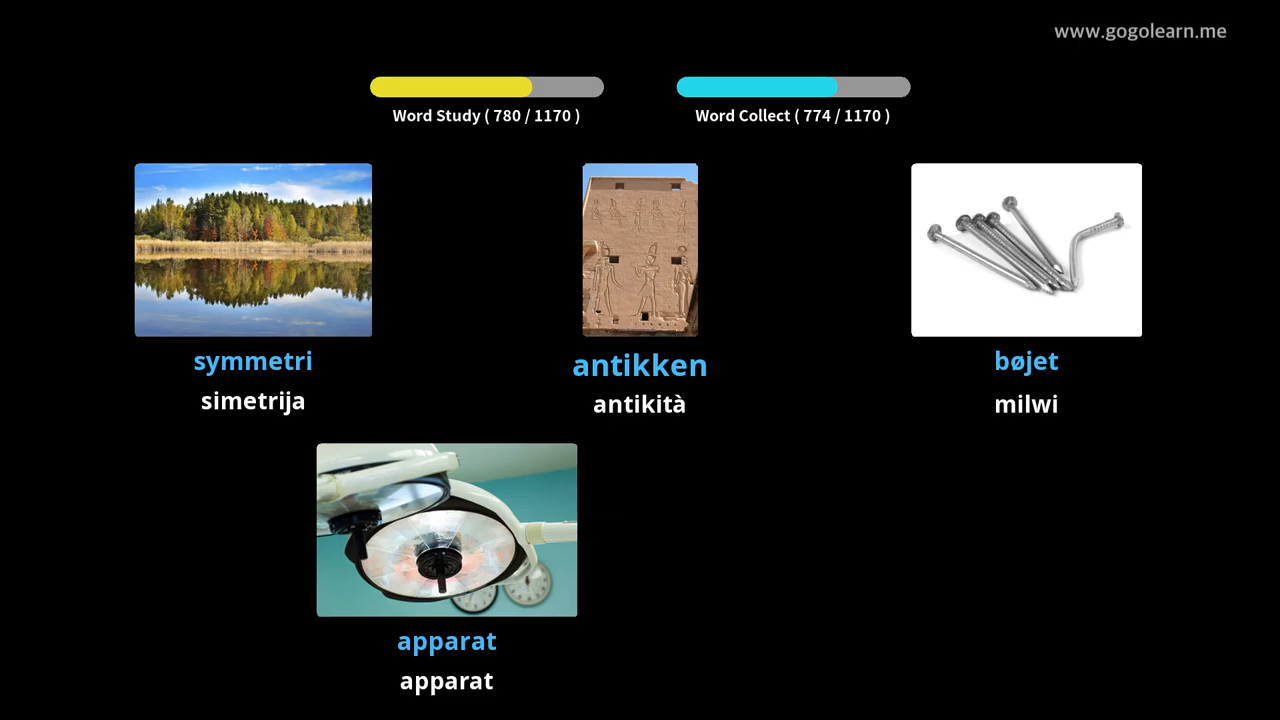 www.gogolearn.me
Word Study ( 780 / 1170 )
Word Collect ( 774 / 1170 )
symmetri
simetrija
antikken
antikità
bøjet
milwi
apparat
apparat